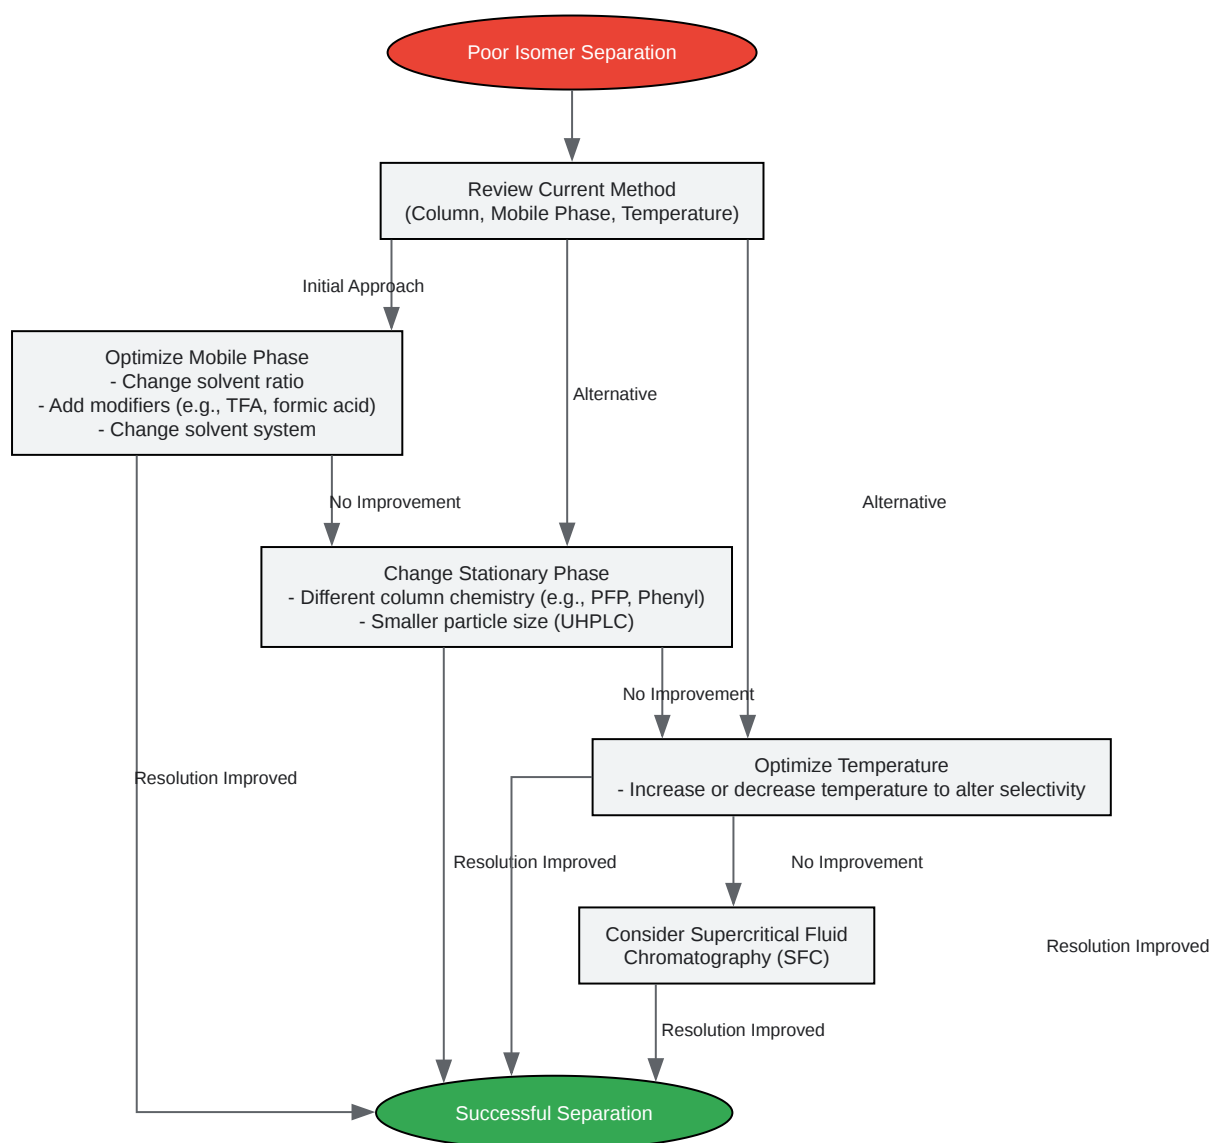 Poor Isomer Separation
Review Current Method
(Column, Mobile Phase, Temperature)
Initial Approach
Optimize Mobile Phase
- Change solvent ratio
- Add modifiers (e.g., TFA, formic acid)
- Change solvent system
Alternative
No Improvement
Alternative
Change Stationary Phase
- Different column chemistry (e.g., PFP, Phenyl)
- Smaller particle size (UHPLC)
No Improvement
Optimize Temperature
- Increase or decrease temperature to alter selectivity
Resolution Improved
Resolution Improved
No Improvement
Consider Supercritical Fluid
Chromatography (SFC)
Resolution Improved
Resolution Improved
Successful Separation